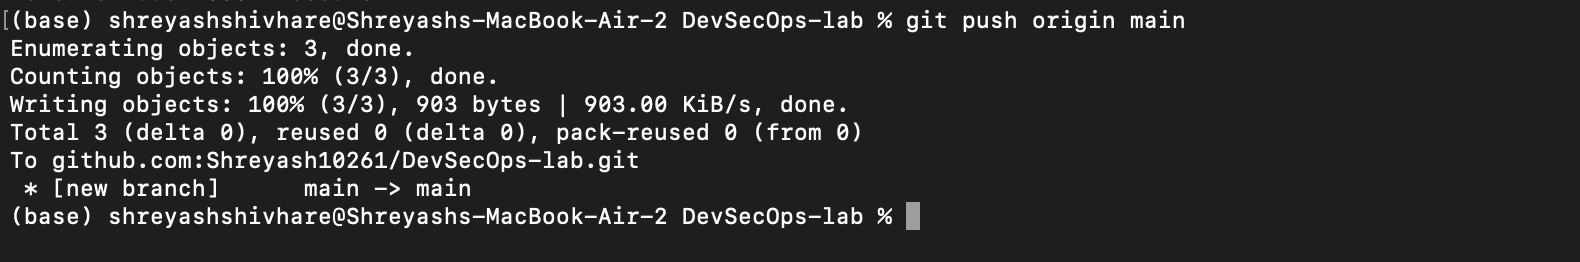 [(base) shreyashshivhare@Shreyashs-MacBook-Air-2 DevSecOps-lab % git push origin main
Enumerating objects: 3, done.
Counting objects: 100% (3/3), done.
Writing objects: 100% (3/3), 903 bytes | 903.00 KiB/s, done.
Total 3 (delta 0), reused 0 (delta 0), pack-reused 0 (from 0)
To github.com:Shreyash10261/DevSecOps-lab.git
 * [new branch]      main -> main
(base) shreyashshivhare@Shreyashs-MacBook-Air-2 DevSecOps-lab %